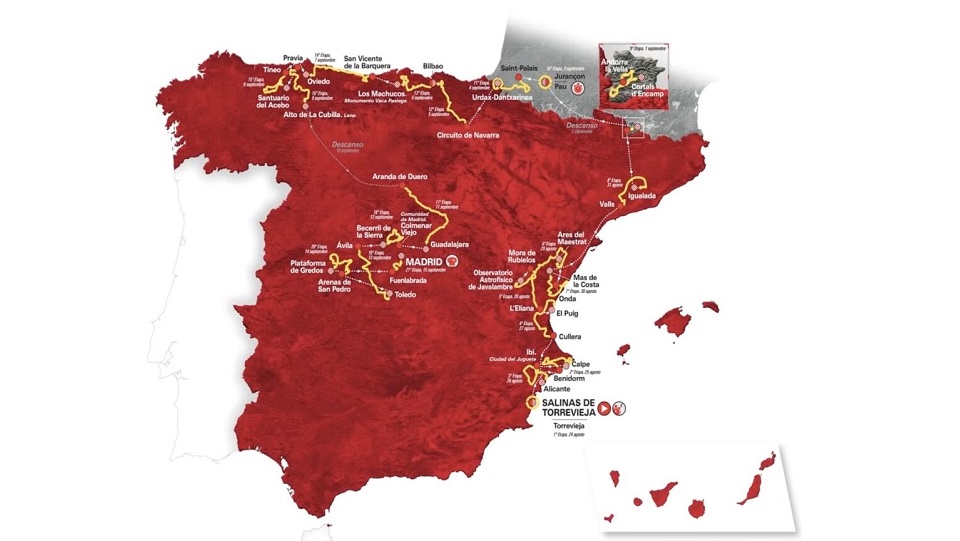 9ª Etapa, 1 septiembre
Andorra
la Vella
Cortals
d'Encamp
Pravia
14ª Etapa,
7 septiembre
San Vicente
de la Barquera
Bilbao
Saint-Palais
10ª Etapa, 3 septiembre
Jurançon
Pau
Tineo
Oviedo
15ª Etapa,
8 septiembre
Santuario
del Acebo
16ª Etapa,
9 septiembre
Alto de La Cubilla. Lena
Los Machucos.
Monumento Vaca Pasiega
13ª Etapa,
6 septiembre
12ª Etapa,
5 septiembre
11ª Etapa,
4 septiembre
Urdax-Dantxarinea
Circuito de Navarra
Descanso
2 septiembre
Descanso
10 septiembre
Aranda de Duero
17ª Etapa,
11 septiembre
8ª Etapa,
31 agosto
Igualada
Valls
18ª Etapa,
12 septiembre
Comunidad
de Madrid.
Colmenar
Viejo
Becerril de
la Sierra
Guadalajara
Ávila
19ª Etapa,
13 septiembre
MADRID
21ª Etapa, 15 septiembre
20ª Etapa,
14 septiembre
Plataforma
de Gredos
Arenas de
San Pedro
Fuenlabrada
Toledo
Ares del
Maestrat
6ª Etapa,
29 agosto
Mora de
Rubielos
Observatorio
Astrofísico
de Javalambre
5ª Etapa, 28 agosto
Mas de
la Costa
7ª Etapa, 30 agosto
Onda
L'Eliana
El Puig
4ª Etapa,
27 agosto
Cullera
Ibi.
Ciudad del Juguete
3ª Etapa,
26 agosto
Calpe
2ª Etapa, 25 agosto
Benidorm
Alicante
SALINAS DE
TORREVIEJA
Torrevieja
1ª Etapa, 24 agosto